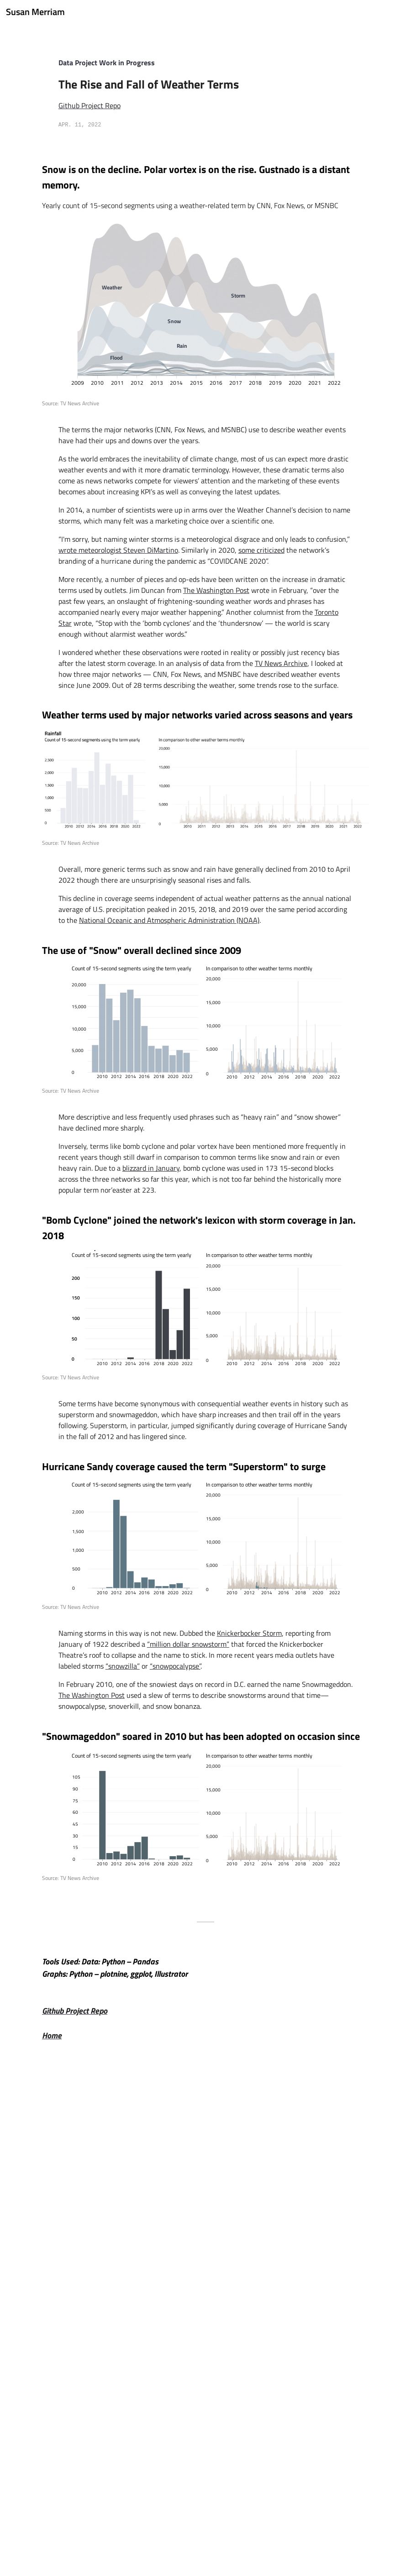 Susan Merriam
Data Project Work in Progress
The Rise and Fall of Weather Terms
Github Project Repo
APR. 11, 2022
Snow is on the decline. Polar vortex is on the rise. Gustnado is a distant
memory.
Yearly count of 15-second segments using a weather-related term by CNN, Fox News, or MSNBC
Weather
Storm
Snow
Rain
Flood
2009 2010 2011 2012 2013 2014 2015 2016 2017 2018 2019 2020 2021 2022
Source: TV News Archive
The terms the major networks (CNN, Fox News, and MSNBC) use to describe weather events
have had their ups and downs over the years.
As the world embraces the inevitability of climate change, most of us can expect more drastic
weather events and with it more dramatic terminology. However, these dramatic terms also
come as news networks compete for viewers' attention and the marketing of these events
becomes about increasing KPI's as well as conveying the latest updates.
In 2014, a number of scientists were up in arms over the Weather Channel's decision to name
storms, which many felt was a marketing choice over a scientific one.
"I'm sorry, but naming winter storms is a meteorological disgrace and only leads to confusion,"
wrote meteorologist Steven DiMartino. Similarly in 2020, some criticized the network's
branding of a hurricane during the pandemic as "COVIDCANE 2020".
More recently, a number of pieces and op-eds have been written on the increase in dramatic
terms used by outlets. Jim Duncan from The Washington Post wrote in February, "over the
past few years, an onslaught of frightening-sounding weather words and phrases has
accompanied nearly every major weather happening." Another columnist from the Toronto
Star wrote, "Stop with the 'bomb cyclones' and the 'thundersnow' — the world is scary
enough without alarmist weather words."
I wondered whether these observations were rooted in reality or possibly just recency bias
after the latest storm coverage. In an analysis of data from the TV News Archive, I looked at
how three major networks — CNN, Fox News, and MSNBC have described weather events
since June 2009. Out of 28 terms describing the weather, some trends rose to the surface.
Weather terms used by major networks varied across seasons and years
Rainfall
Count of 15-second segments using the term yearly
In comparison to other weather terms monthly
2,500
2,000
1,500
1,000
500
0
2010 2012 2014 2016 2018 2020 2022
20,000
15,000
10,000
5,000
0
2010 2011 2012 2013 2014 2015 2016 2017 2018 2019 2020 2021 2022
Source: TV News Archive
Overall, more generic terms such as snow and rain have generally declined from 2010 to April
2022 though there are unsurprisingly seasonal rises and falls.
This decline in coverage seems independent of actual weather patterns as the annual national
average of U.S. precipitation peaked in 2015, 2018, and 2019 over the same period according
to the National Oceanic and Atmospheric Administration (NOAA).
The use of "Snow" overall declined since 2009
Count of 15-second segments using the term yearly
In comparison to other weather terms monthly
20,000
15,000
10,000
5,000
0
2010 2012 2014 2016 2018 2020 2022
20,000
15,000
10,000
5,000
0
2010 2012 2014 2016 2018 2020 2022
Source: TV News Archive
More descriptive and less frequently used phrases such as "heavy rain" and "snow shower"
have declined more sharply.
Inversely, terms like bomb cyclone and polar vortex have been mentioned more frequently in
recent years though still dwarf in comparison to common terms like snow and rain or even
heavy rain. Due to a blizzard in January, bomb cyclone was used in 173 15-second blocks
across the three networks so far this year, which is not too far behind the historically more
popular term nor'easter at 223.
"Bomb Cyclone" joined the network's lexicon with storm coverage in Jan.
2018
Count of 15-second segments using the term yearly
In comparison to other weather terms monthly
200
150
100
50
0
2010 2012 2014 2016 2018 2020 2022
20,000
15,000
10,000
5,000
0
2010 2012 2014 2016 2018 2020 2022
Source: TV News Archive
Some terms have become synonymous with consequential weather events in history such as
superstorm and snowmageddon, which have sharp increases and then trail off in the years
following. Superstorm, in particular, jumped significantly during coverage of Hurricane Sandy
in the fall of 2012 and has lingered since.
Hurricane Sandy coverage caused the term "Superstorm" to surge
Count of 15-second segments using the term yearly
In comparison to other weather terms monthly
2,000
1,500
1,000
500
0
2010 2012 2014 2016 2018 2020 2022
20,000
15,000
10,000
5,000
0
2010 2012 2014 2016 2018 2020 2022
Source: TV News Archive
Naming storms in this way is not new. Dubbed the Knickerbocker Storm, reporting from
January of 1922 described a "million dollar snowstorm" that forced the Knickerbocker
Theatre's roof to collapse and the name to stick. In more recent years media outlets have
labeled storms "snowzilla" or "snowpocalypse".
In February 2010, one of the snowiest days on record in D.C. earned the name Snowmageddon.
The Washington Post used a slew of terms to describe snowstorms around that time—
snowpocalypse, snoverkill, and snow bonanza.
"Snowmageddon" soared in 2010 but has been adopted on occasion since
Count of 15-second segments using the term yearly
In comparison to other weather terms monthly
105
90
75
60
45
30
15
0
2010 2012 2014 2016 2018 2020 2022
20,000
15,000
10,000
5,000
0
2010 2012 2014 2016 2018 2020 2022
Source: TV News Archive
Tools Used: Data: Python – Pandas
Graphs: Python – plotnine, ggplot, Illustrator
Github Project Repo
Home